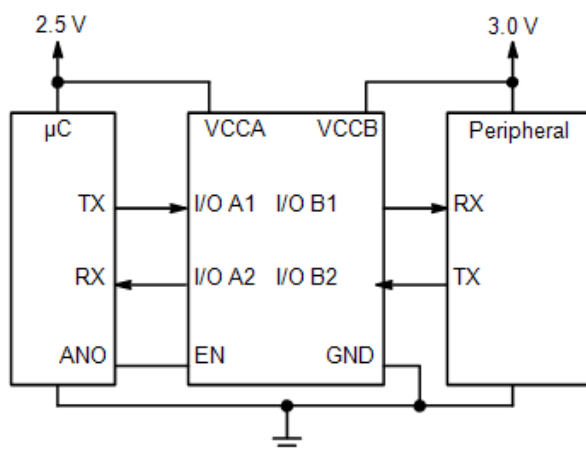 2.5 V
3.0 V
µC
VCCA
VCCB
Peripheral
TX
I/O A1
I/O B1
RX
RX
I/O A2
I/O B2
TX
ANO
EN
GND